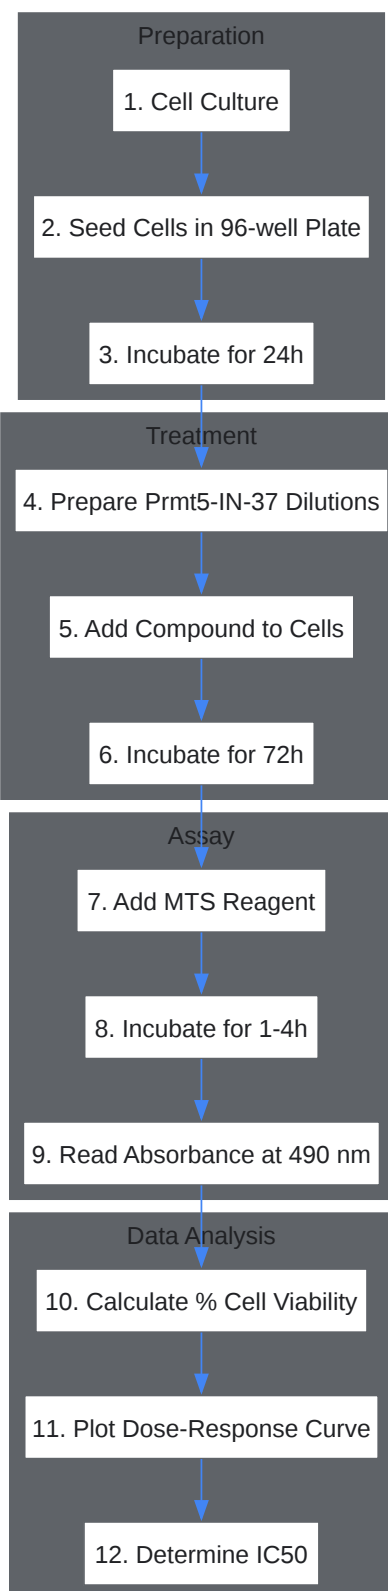 Preparation
1. Cell Culture
2. Seed Cells in 96-well Plate
3. Incubate for 24h
Treatment
4. Prepare Prmt5-IN-37 Dilutions
5. Add Compound to Cells
6. Incubate for 72h
Assay
7. Add MTS Reagent
8. Incubate for 1-4h
9. Read Absorbance at 490 nm
Data Analysis
10. Calculate % Cell Viability
11. Plot Dose-Response Curve
12. Determine IC50